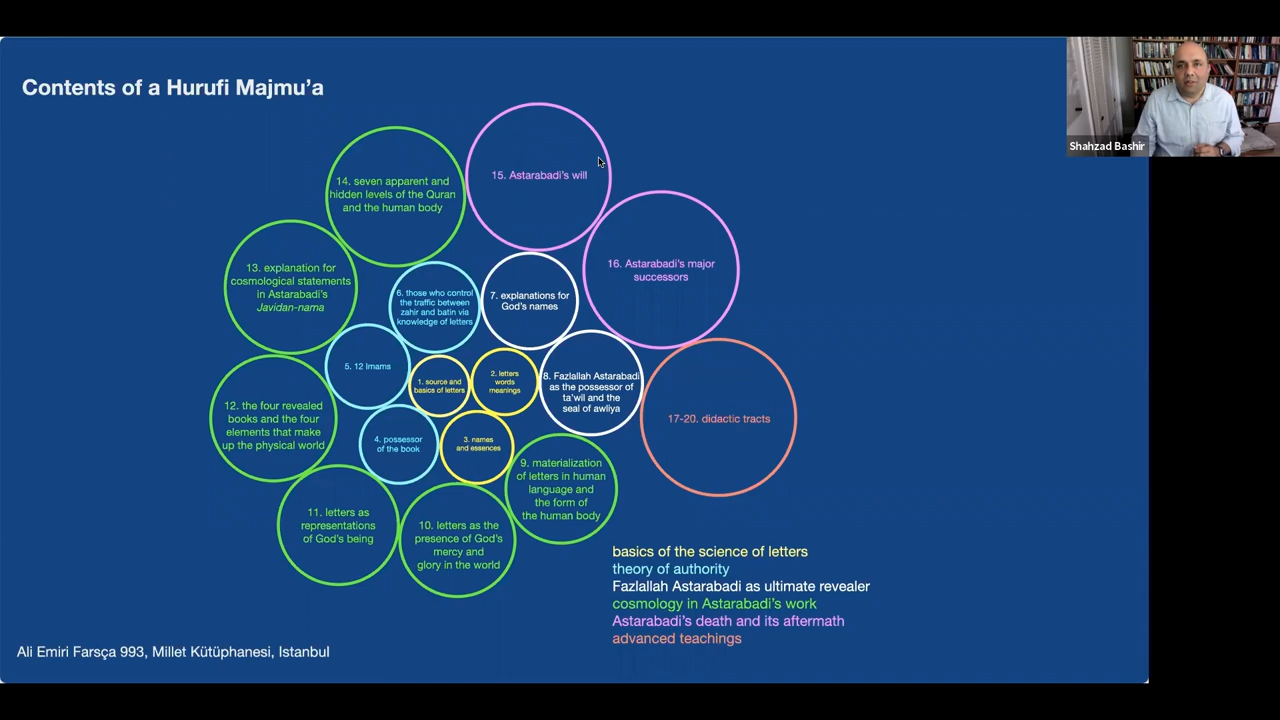 Contents of a Hurufi Majmu’a
Shahzad Bashir
15. Astarabadi’s will
14. seven apparent and
hidden levels of the Quran
and the human body
16. Astarabadi’s major
successors
13. explanation for
cosmological statements
in Astarabadi’s
Javidan-nama
6. those who control
the traffic between
zahir and batin via
knowledge of letters
7. explanations for
God’s names
5. 12 Imams
1. source and
basics of letters
2. letters
words
meanings
8. Fazlallah Astarabadi
as the possessor of
ta’wil and the
seal of awliya
12. the four revealed
books and the four
elements that make
up the physical world
17-20. didactic tracts
4. possessor
of the book
3. names
and essences
9. materialization
of letters in human
language and
the form of
the human body
11. letters as
representations
of God’s being
10. letters as the
presence of God’s
mercy and
glory in the world
basics of the science of letters
theory of authority
Fazlallah Astarabadi as ultimate revealer
cosmology in Astarabadi’s work
Astarabadi’s death and its aftermath
advanced teachings
Ali Emiri Farsça 993, Millet Kütüphanesi, Istanbul